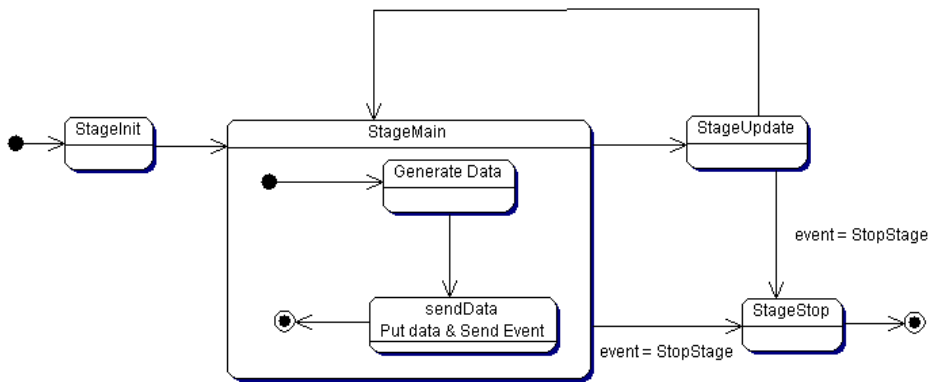 StageInit
StageMain
StageUpdate
Generate Data
event = StopStage
sendData
Put data & Send Event
StageStop
event = StopStage